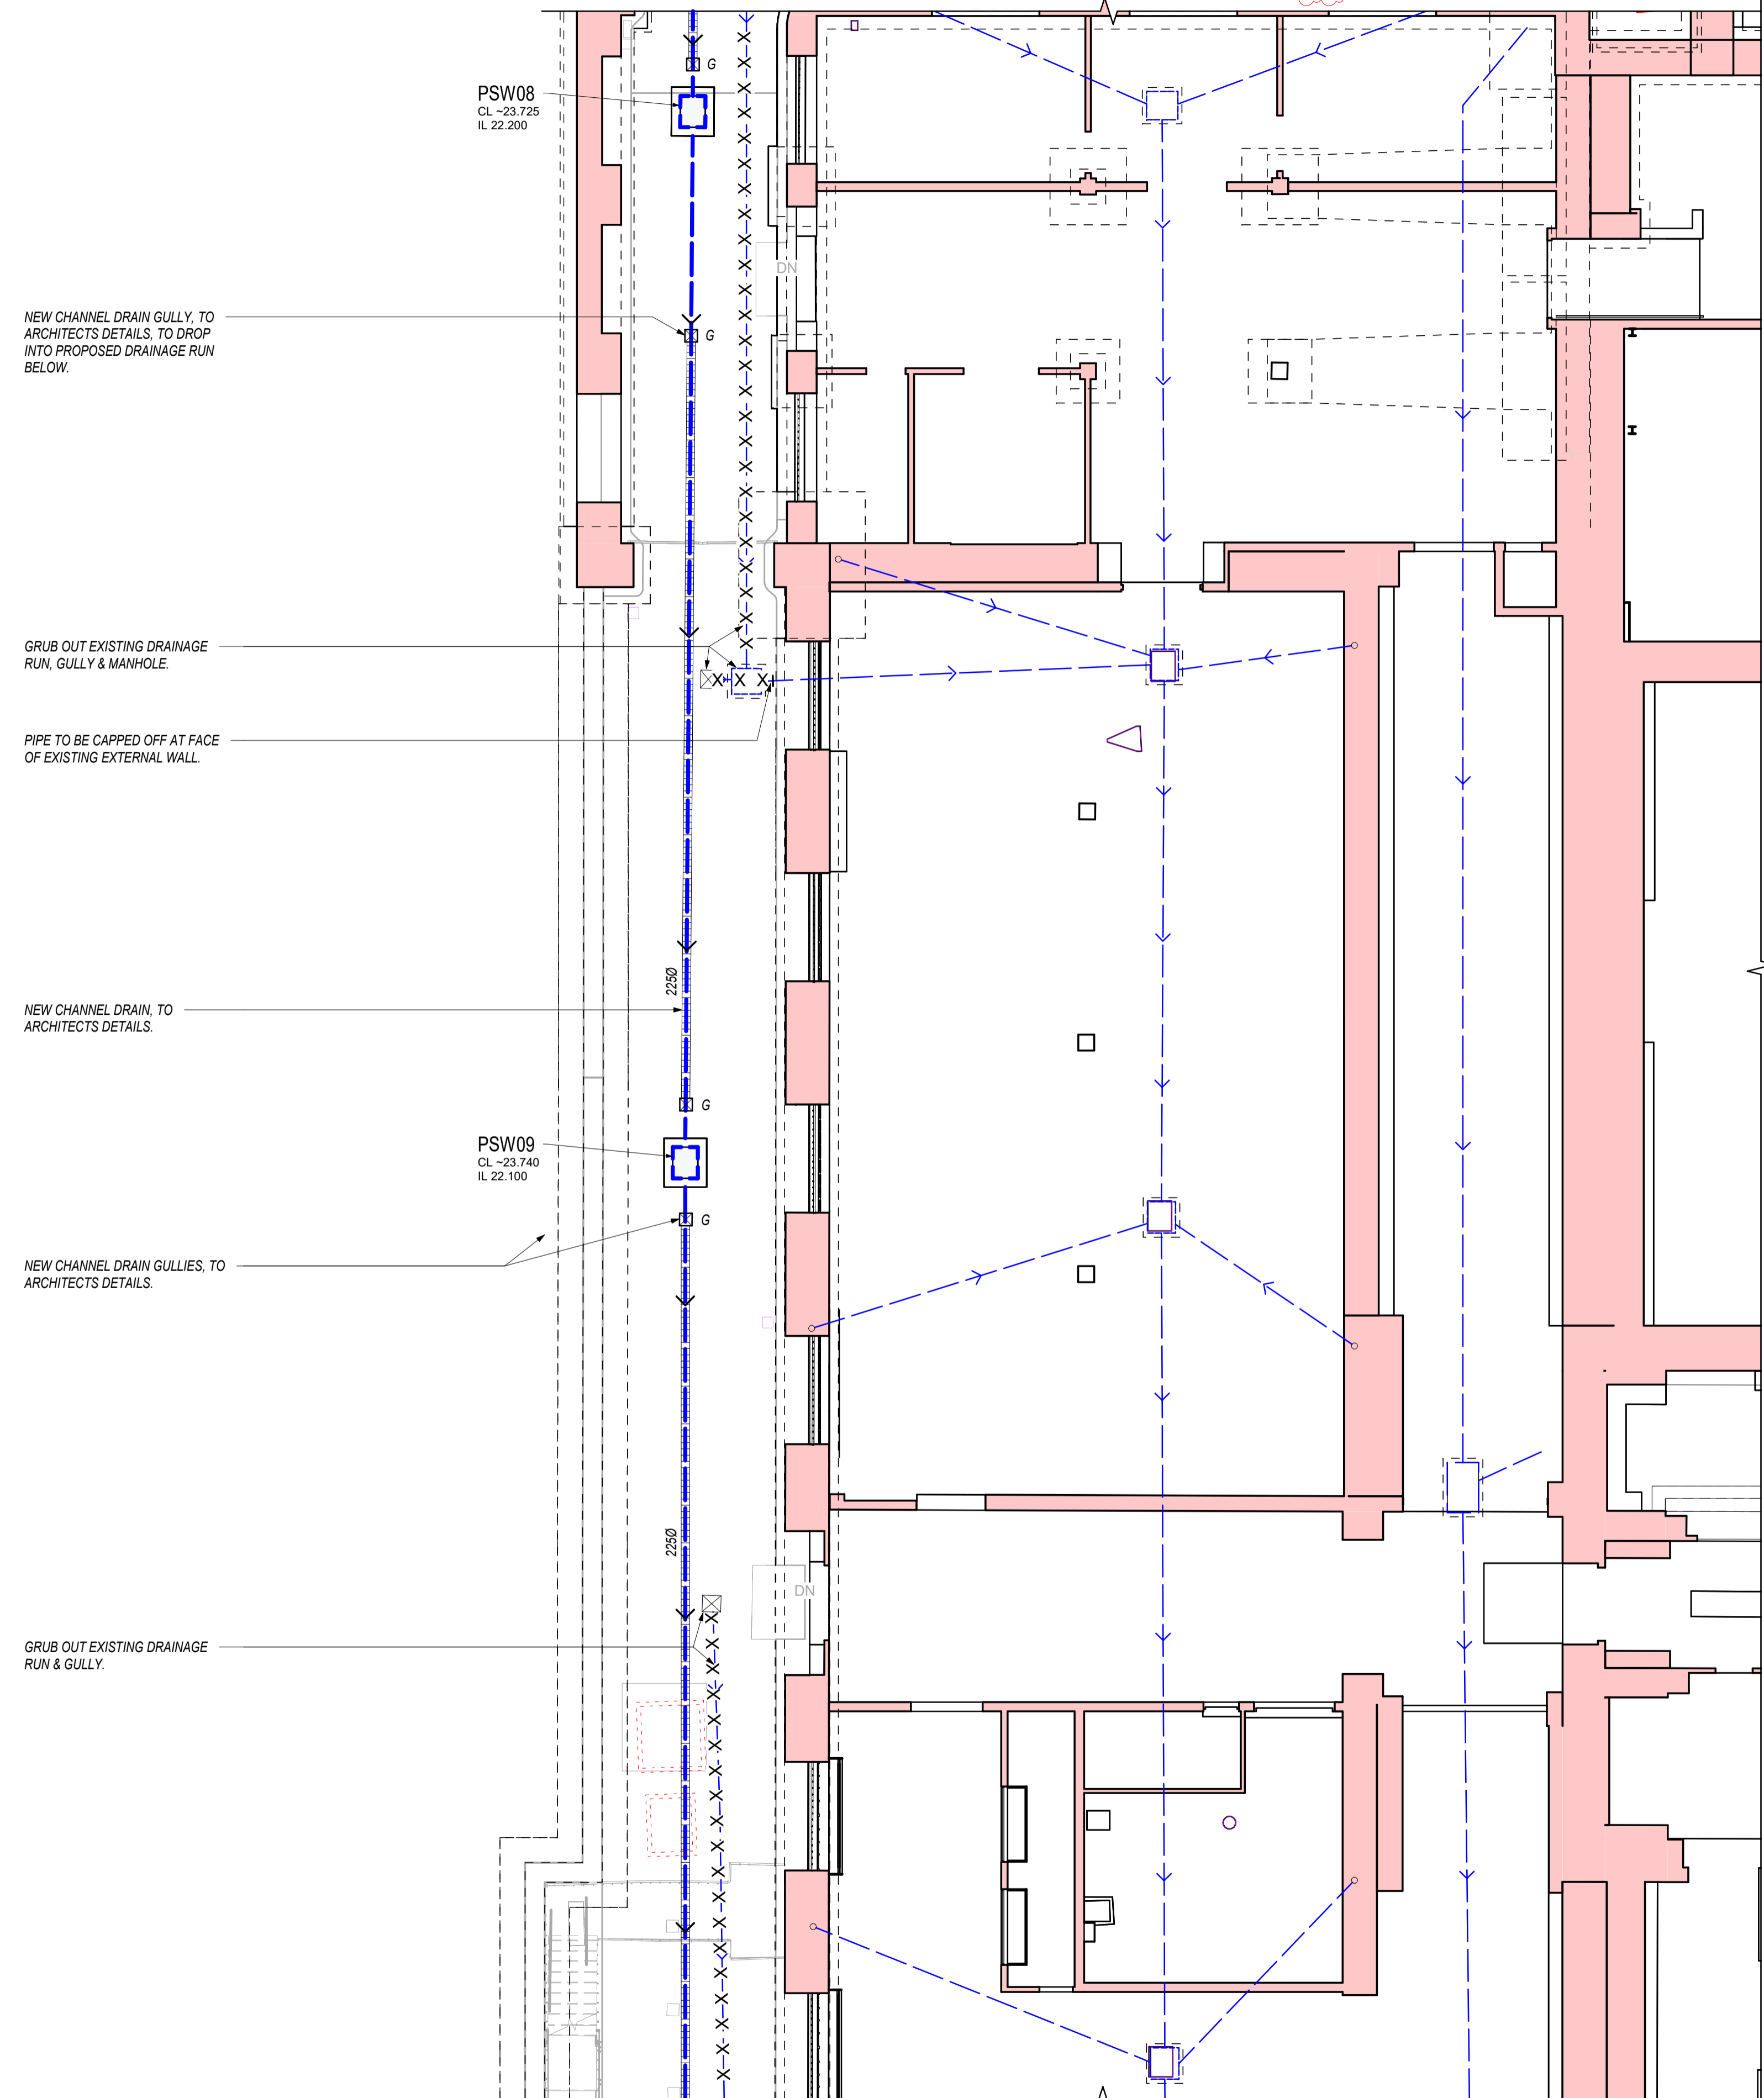 G
PSW08
CL ~23.725
IL 22.200
DN
NEW CHANNEL DRAIN GULLY, TO
ARCHITECTS DETAILS, TO DROP
INTO PROPOSED DRAINAGE RUN
BELOW.
G
GRUB OUT EXISTING DRAINAGE
RUN, GULLY & MANHOLE.
PIPE TO BE CAPPED OFF AT FACE
OF EXISTING EXTERNAL WALL.
225Ø
NEW CHANNEL DRAIN, TO
ARCHITECTS DETAILS.
G
PSW09
CL ~23.740
IL 22.100
G
NEW CHANNEL DRAIN GULLIES, TO
ARCHITECTS DETAILS.
225Ø
DN
GRUB OUT EXISTING DRAINAGE
RUN & GULLY.